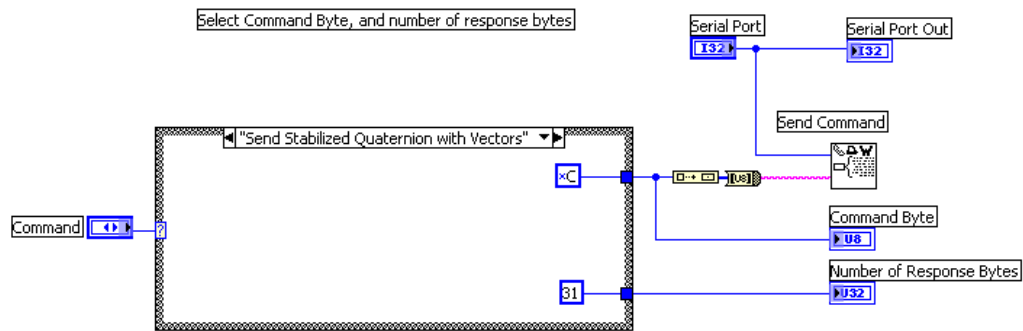 Select Command Byte, and number of response bytes
Serial Port
I32
Serial Port Out
I32
Send Command
"Send Stabilized Quaternion with Vectors"
×C
[U8]
Command
?
Command Byte
U8
Number of Response Bytes
31
U32